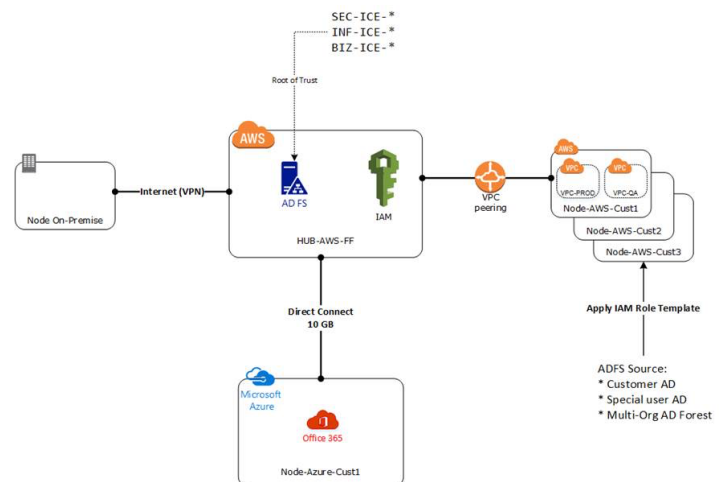 SEC-ICE-*
INF-ICE-*
BIZ-ICE-*
Root of Trust
AWS
AD FS
IAM
HUB-AWS-FF
Node On-Premise
Internet (VPN)
VPC
peering
AWS
VPC
VPC
VPC-PROD
VPC-QA
Node-AWS-Cust1
Node-AWS-Cust2
Node-AWS-Cust3
Direct Connect
10 GB
Apply IAM Role Template
ADFS Source:
* Customer AD
* Special user AD
* Multi-Org AD Forest
Microsoft
Azure
Office 365
Node-Azure-Cust1